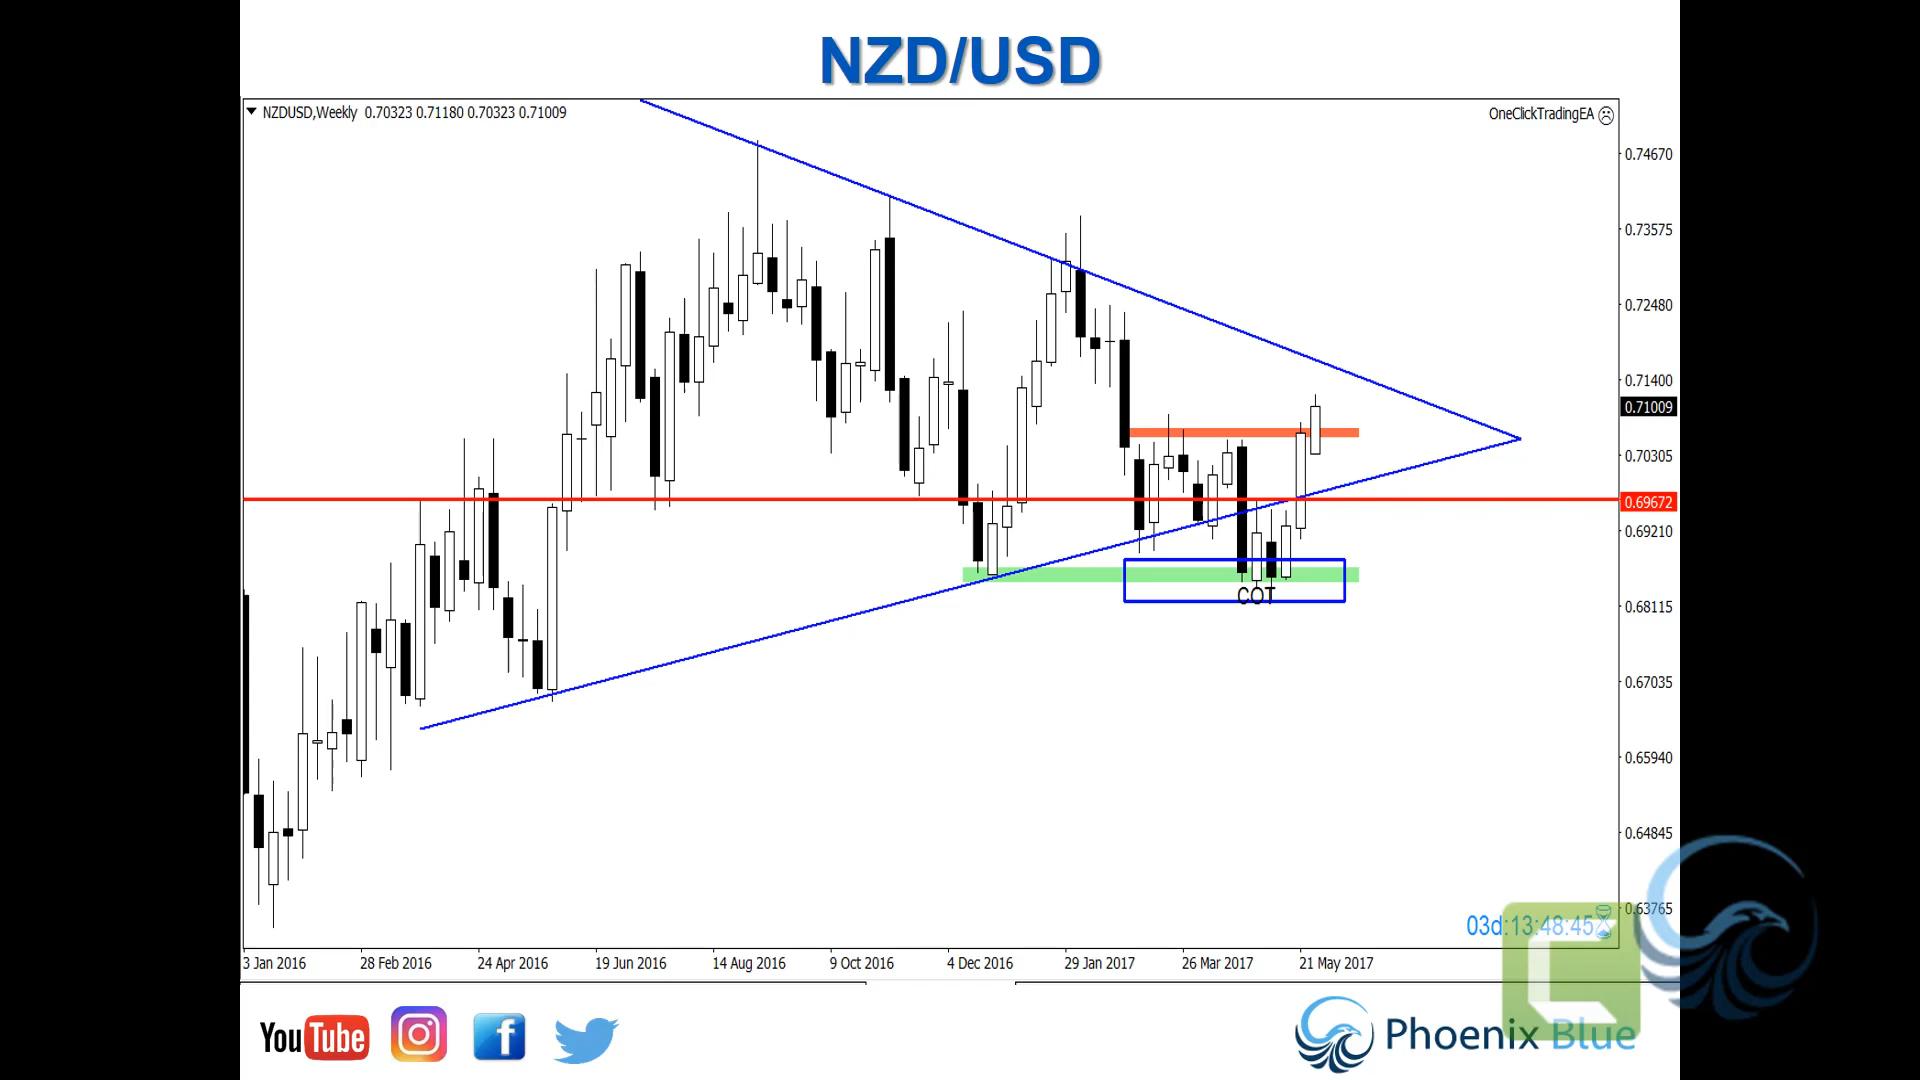 NZD/USD
NZDUSD,Weekly 0.70323 0.71180 0.70323 0.71009
OneClickTradingEA
0.74670
0.73575
0.72480
0.71400
0.71009
0.70305
0.69672
0.69210
0.68115
COT
0.67035
0.65940
0.64845
0.63765
03d:13:48:45
3 Jan 2016 28 Feb 2016 24 Apr 2016 19 Jun 2016 14 Aug 2016 9 Oct 2016 4 Dec 2016 29 Jan 2017 26 Mar 2017 21 May 2017
YouTube
f
Phoenix Blue